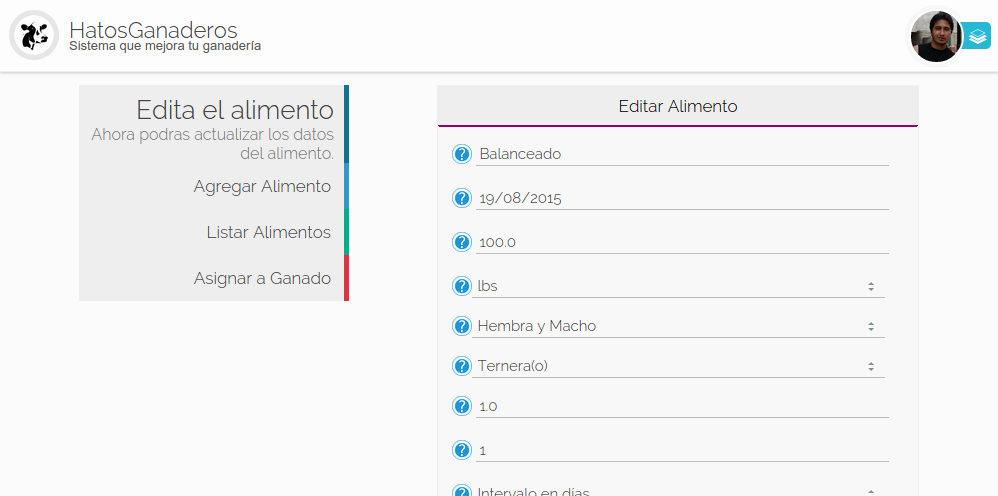 HatosGanaderos
Sistema que mejora tu ganadería
Edita el alimento
Ahora podras actualizar los datos
del alimento.
Agregar Alimento
Listar Alimentos
Asignar a Ganado
Editar Alimento
? Balanceado
? 19/08/2015
? 100.0
? lbs
? Hembra y Macho
? Ternera(o)
? 1.0
? 1
? Intervalo en días